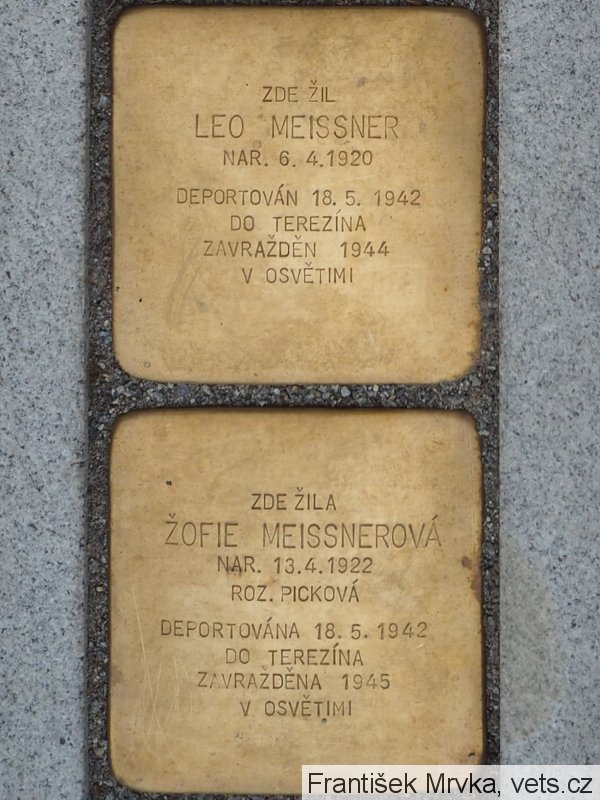 ZDE ŽIL
LEO MEISSNER
NAR. 6. 4. 1920
DEPORTOVÁN 18. 5. 1942
DO TEREZÍNA
ZAVRAŽDĚN 1944
V OSVĚTIMI
ZDE ŽILA
ŽOFIE MEISSNEROVÁ
NAR. 13.4.1922
ROZ. PICKOVÁ
DEPORTOVÁNA 18. 5. 1942
DO TEREZÍNA
ZAVRAŽDĚNA 1945
V OSVĚTIMI
František Mrvka, vets.cz